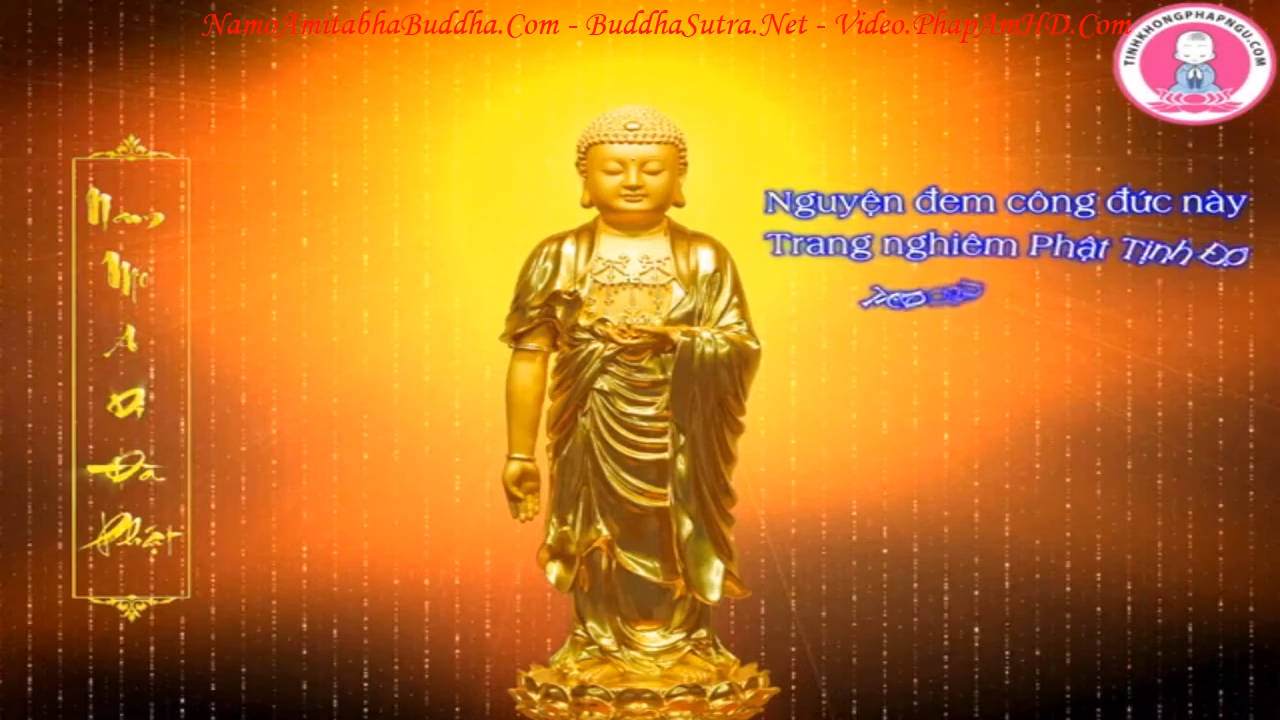 NamoAmitabhaBuddha.Com - BuddhaSutra.Net - Video.PhapAmHD.Com
TINHKHONGPHAPNGU.COM
Nguyện đem công đức này
Trang nghiêm Phật Tịnh Độ
Nam
Mô
A
Di
Đà
Phật